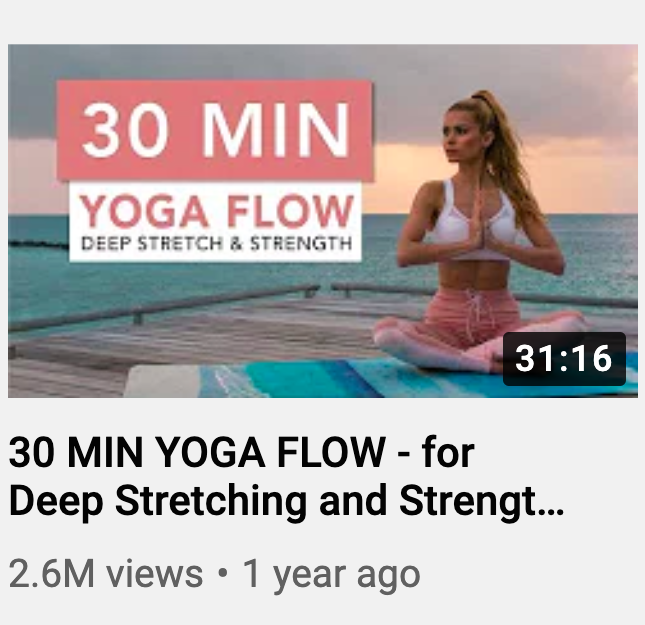 30 MIN
YOGA FLOW
DEEP STRETCH & STRENGTH
31:16
30 MIN YOGA FLOW - for
Deep Stretching and Strengt...
2.6M views • 1 year ago